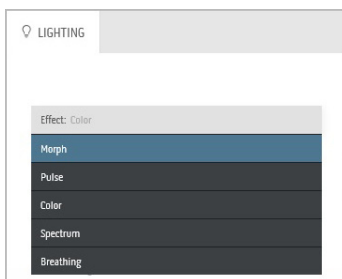 LIGHTING
Effect: Color
Morph
Pulse
Color
Spectrum
Breathing